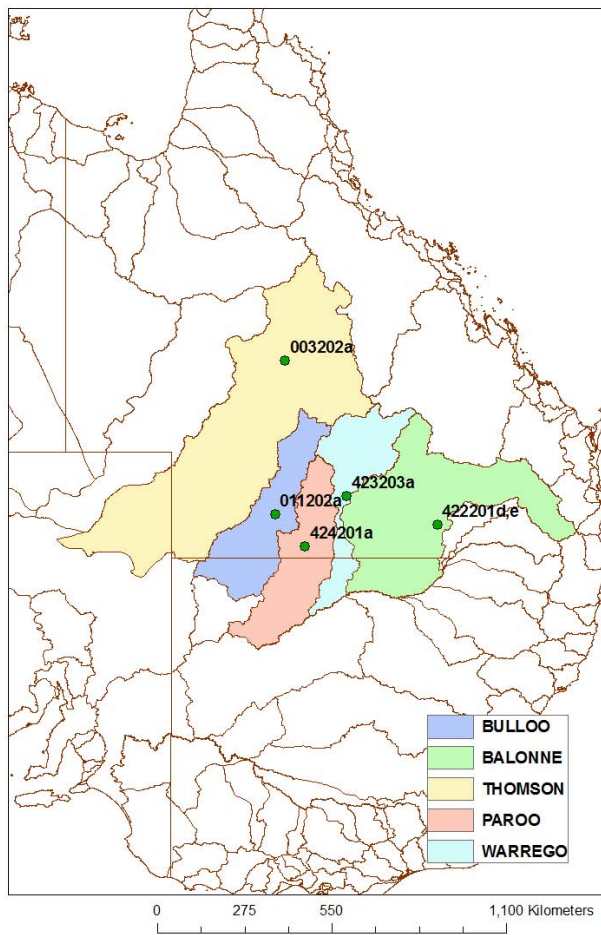 003202a
423203a
011202a
422201d,e
424201a
BULLOO
BALONNE
THOMSON
PAROO
WARREGO
0 275 550 1,100 Kilometers